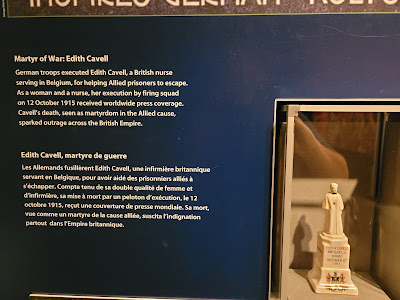 INSPIRES GERMAN
Martyr of War: Edith Cavell
German troops executed Edith Cavell, a British nurse
serving in Belgium, for helping Allied prisoners to escape.
As a woman and a nurse, her execution by firing squad
on 12 October 1915 received worldwide press coverage.
Cavell's death, seen as martyrdom in the Allied cause,
sparked outrage across the British Empire.
Edith Cavell, martyre de guerre
Les Allemands fusillèrent Edith Cavell, une infirmière britannique
servant en Belgique, pour avoir aidé des prisonniers alliés à
s'échapper. Compte tenu de sa double qualité de femme et
d'infirmière, sa mise à mort par un peloton d'exécution, le 12
octobre 1915, reçut une couverture de presse mondiale. Sa mort,
vue comme un martyre de la cause alliée, suscita l'indignation
partout dans l'Empire britannique.